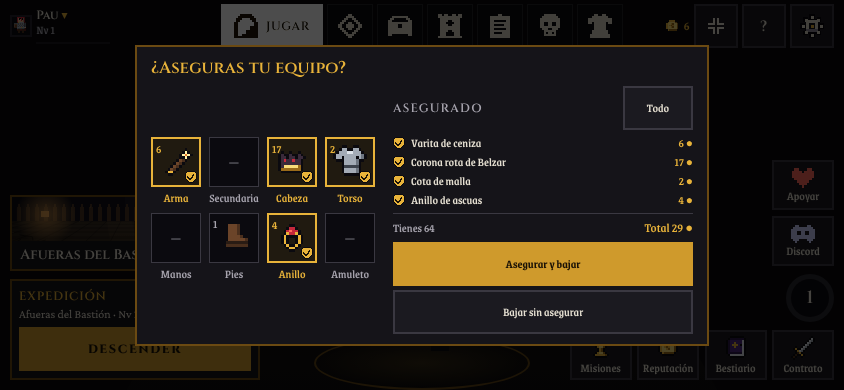 Pau ▾
Nv 1
JUGAR
6
?
¿Aseguras tu equipo?
ASEGURADO
Todo
6
Arma
–
Secundaria
17
Cabeza
2
Torso
–
Manos
1
Pies
4
Anillo
–
Amuleto
Varita de ceniza 6
Corona rota de Belzar 17
Cota de malla 2
Anillo de ascuas 4
Tienes 64 Total 29
Asegurar y bajar
Bajar sin asegurar
Afueras del Bas
EXPEDICIÓN
Afueras del Bastión · Nv
DESCENDER
Apoyar
Discord
1
Misiones
Reputación
Bestiario
Contrato